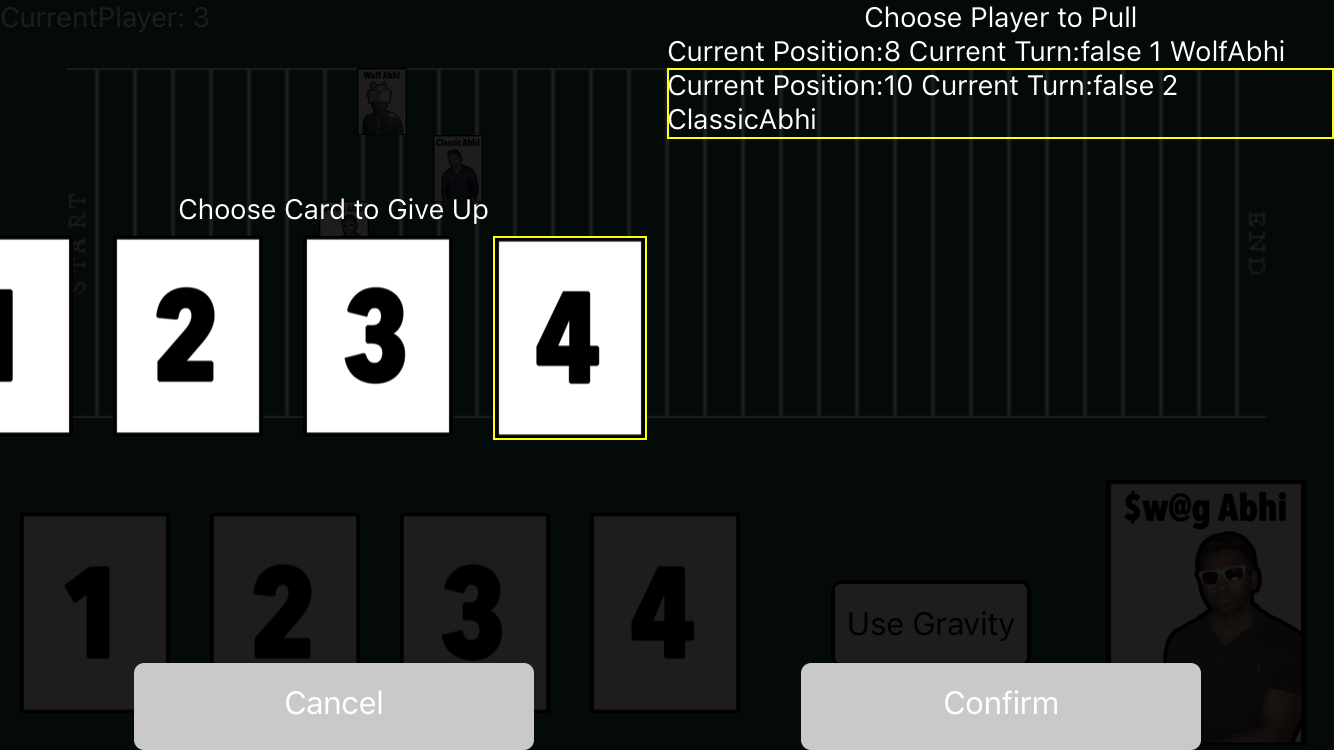 CurrentPlayer: 3
Choose Player to Pull
Current Position:8 Current Turn:false 1 WolfAbhi
Current Position:10 Current Turn:false 2
ClassicAbhi
Wolf Abhi
Classic Abhi
START
END
Choose Card to Give Up
1
2
3
4
$w@g Abhi
1
2
3
4
Use Gravity
Cancel
Confirm